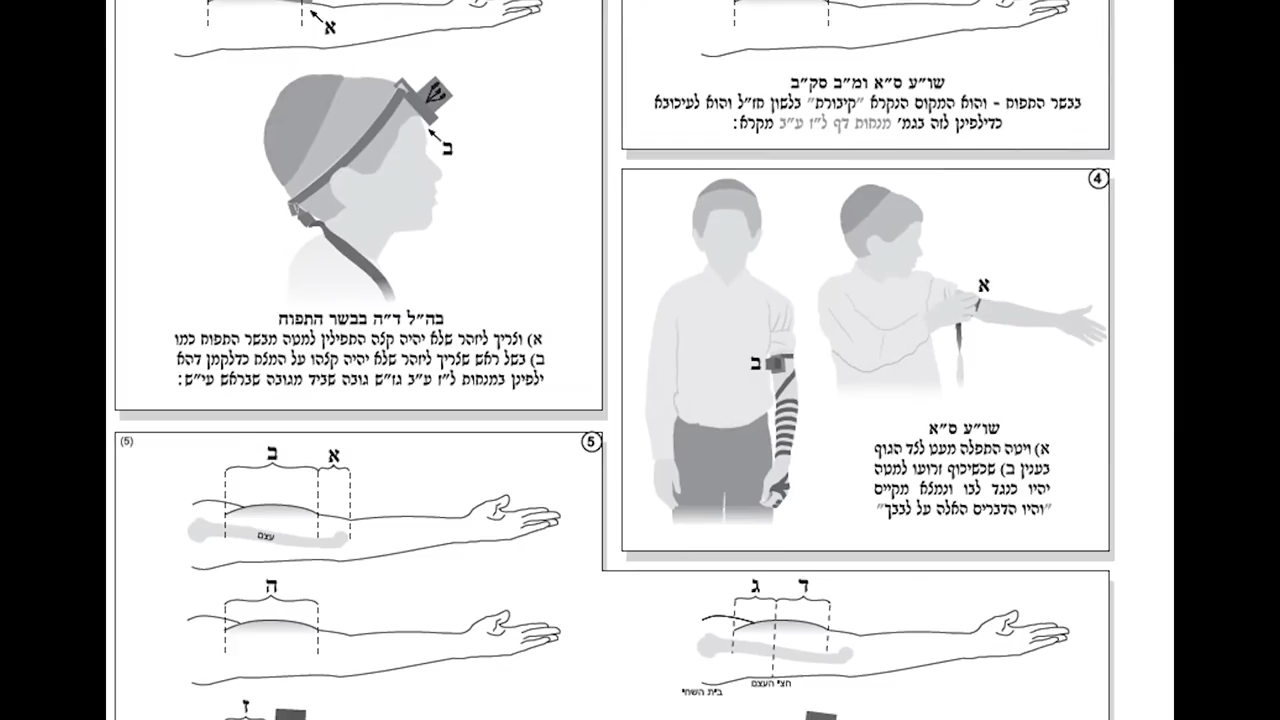 א
שו״ע ס״א ומ״ב סק״ב
בבשר התפוח - והוא המקום הנקרא "קיבורת" בלשון חז״ל והוא לעיכובא
כדילפינן לזה בגמ׳ מנחות דף ל״ז ע״ב מקרא:
ב
בה״ל ד״ה בבשר התפוח
א) וצריך ליזהר שלא יהיה קצה התפילין למטה מבשר התפוח כמו
ב) בשל ראש שצריך ליזהר שלא יהיה קצהו על המצח כדלקמן דהא
ילפינן במנחות ל״ז ע״ב גז״ש גובה שביד מגובה שבראש עי״ש:
4
א
ב
שו״ע ס״א
א) ויטה התפלה מעט לצד הגוף
בענין ב) שכשיכוף זרועו למטה
יהיו כנגד לבו ונמצא מקיים
"והיו הדברים האלה על לבבך"
5
(5)
ב א
עצם
ה
ג ד
חצי העצם
בית השחי
ז